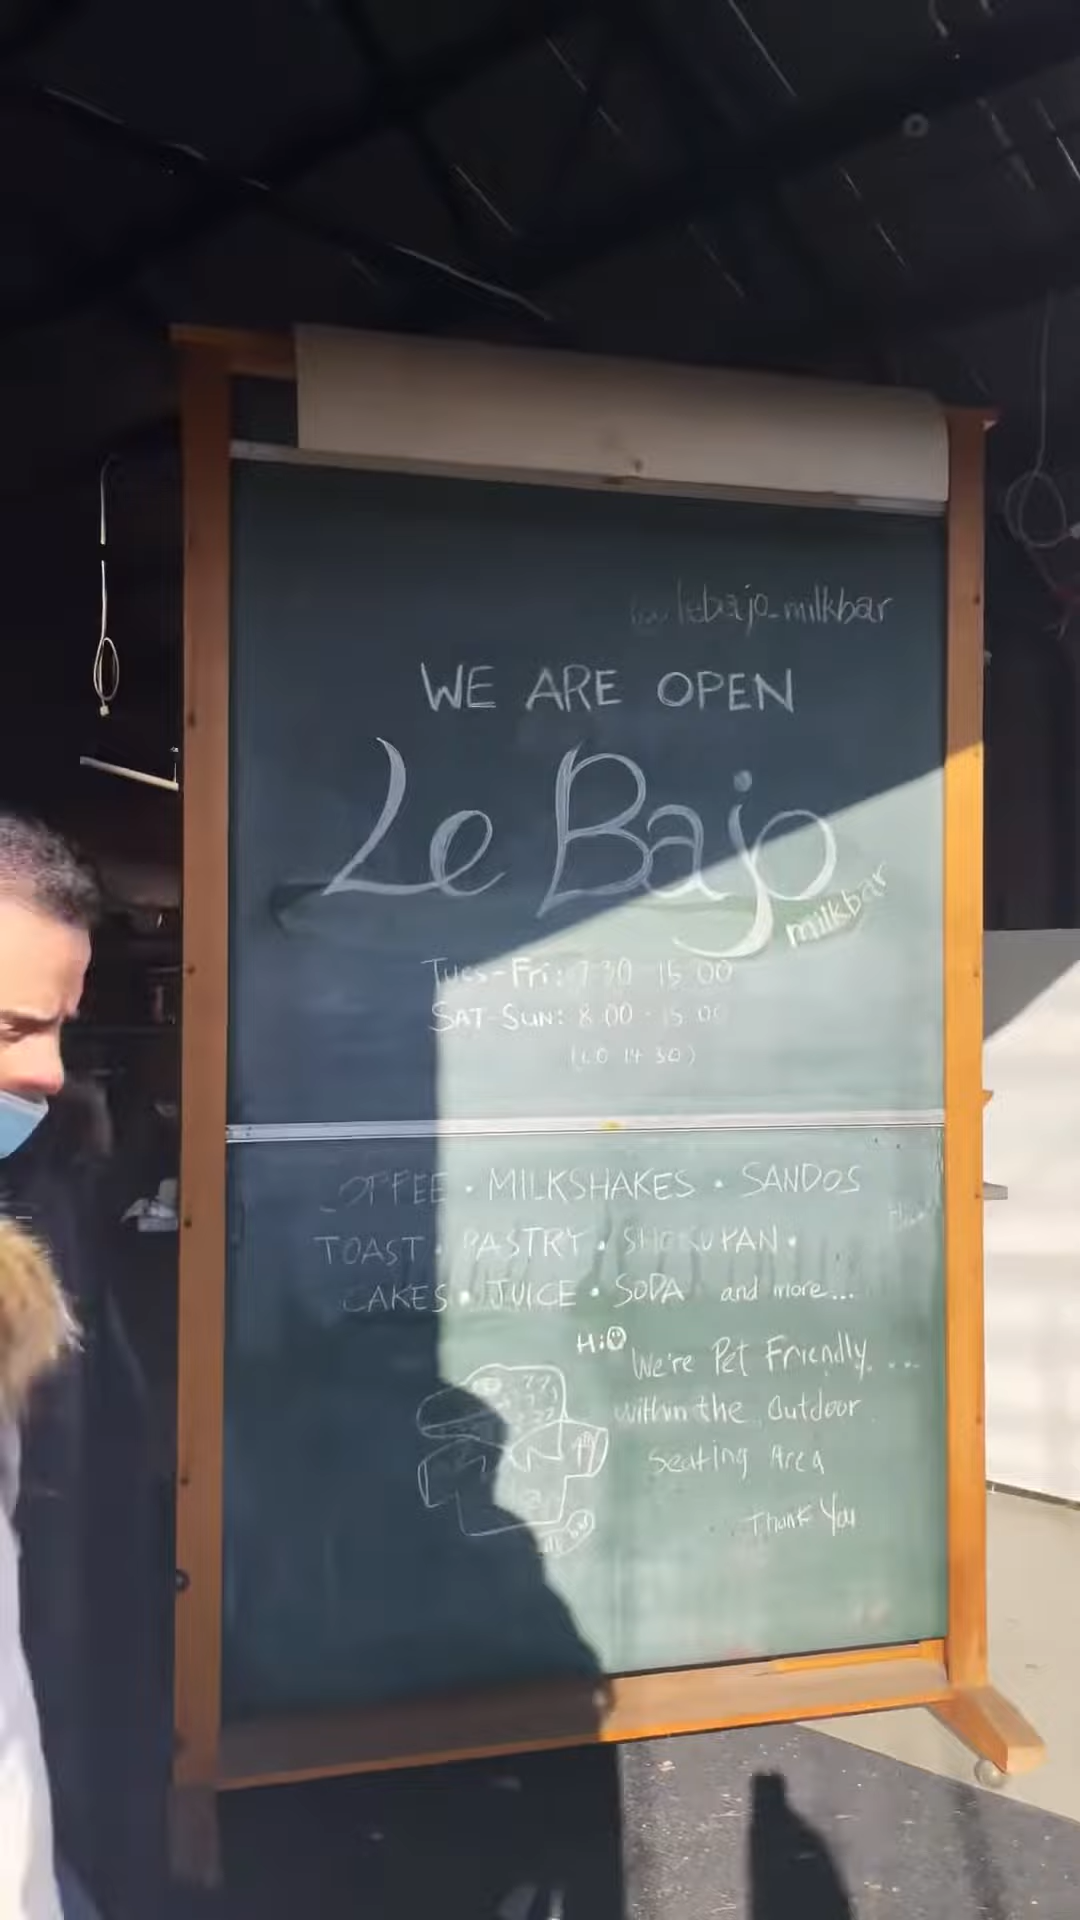 lebajo_milkbar
WE ARE OPEN
Le Bajo
milkbar
Tues-Fri: 7.30 - 15.00
SAT-SUN: 8.00 - 15.00
(L.O 14.30)
COFFEE • MILKSHAKES • SANDOS
TOAST • PASTRY • SHOKUPAN •
CAKES • JUICE • SODA and more...
Hi
We're Pet Friendly....
within the Outdoor
Seating Area
Thank You